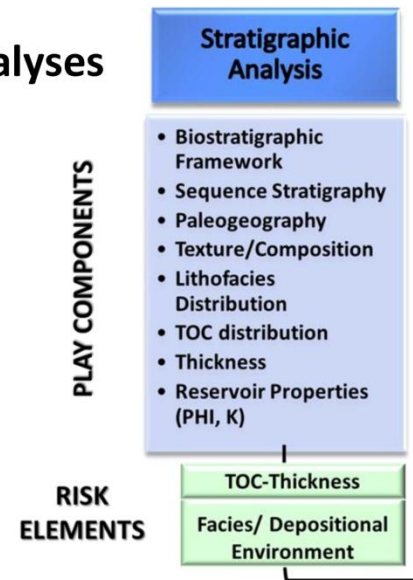 alyses
Stratigraphic
Analysis
PLAY COMPONENTS
• Biostratigraphic
Framework
• Sequence Stratigraphy
• Paleogeography
• Texture/Composition
• Lithofacies
Distribution
• TOC distribution
• Thickness
• Reservoir Properties
(PHI, K)
RISK
ELEMENTS
TOC-Thickness
Facies/ Depositional
Environment